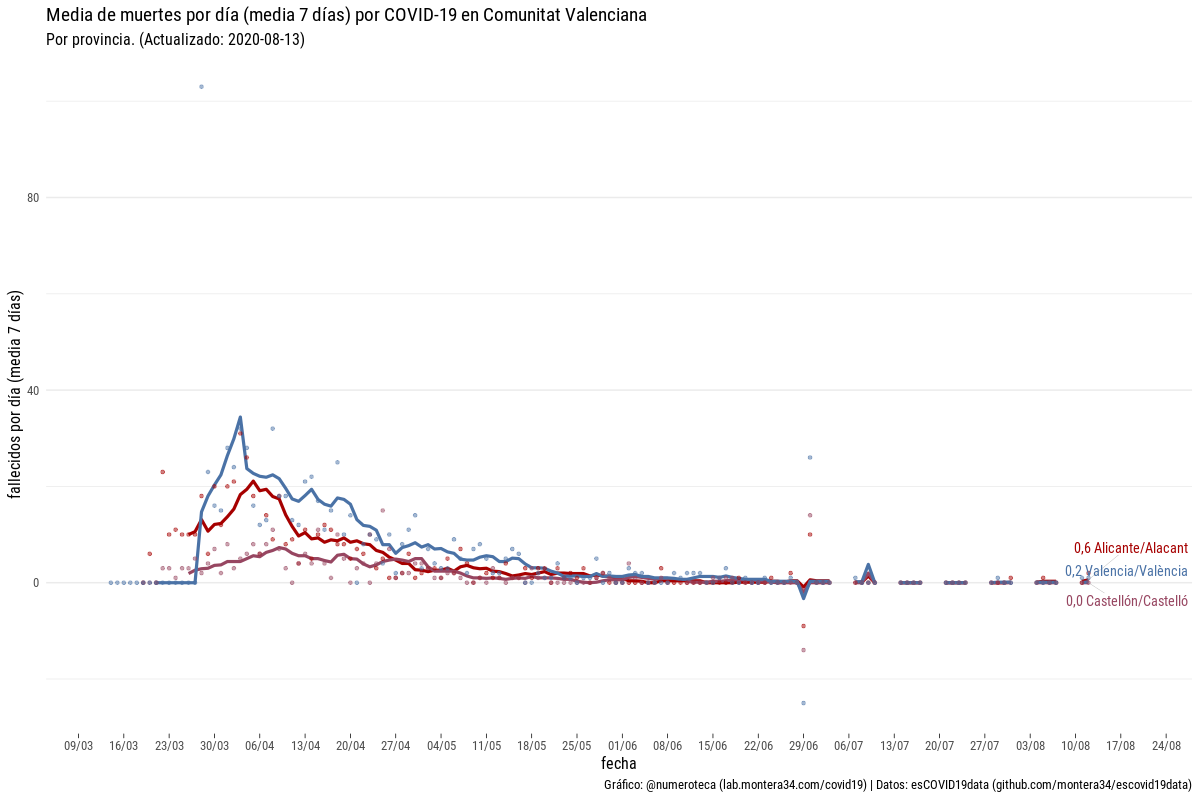 Media de muertes por día (media 7 días) por COVID-19 en Comunitat Valenciana
Por provincia. (Actualizado: 2020-08-13)
fallecidos por día (media 7 días)
80
40
0
0,6 Alicante/Alacant
0,2 Valencia/València
0,0 Castellón/Castelló
09/03 16/03 23/03 30/03 06/04 13/04 20/04 27/04 04/05 11/05 18/05 25/05 01/06 08/06 15/06 22/06 29/06 06/07 13/07 20/07 27/07 03/08 10/08 17/08 24/08
fecha
Gráfico: @numeroteca (lab.montera34.com/covid19) | Datos: esCOVID19data (github.com/montera34/escovid19data)